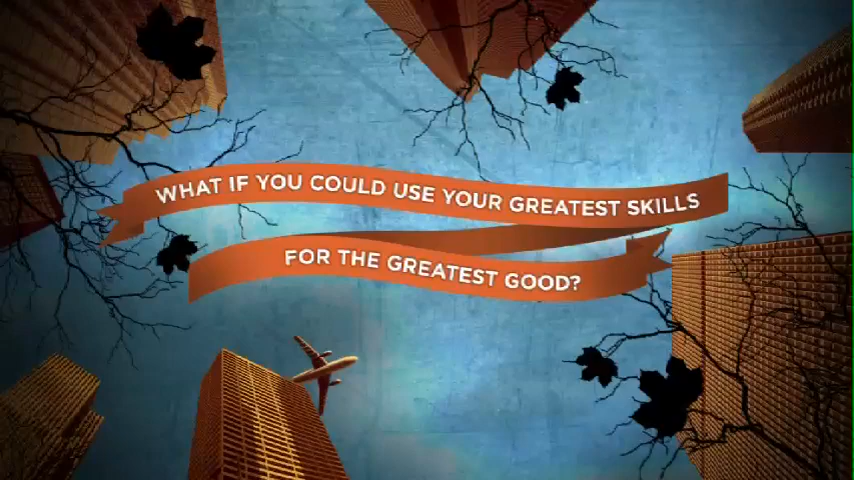 WHAT IF YOU COULD USE YOUR GREATEST SKILLS
FOR THE GREATEST GOOD?